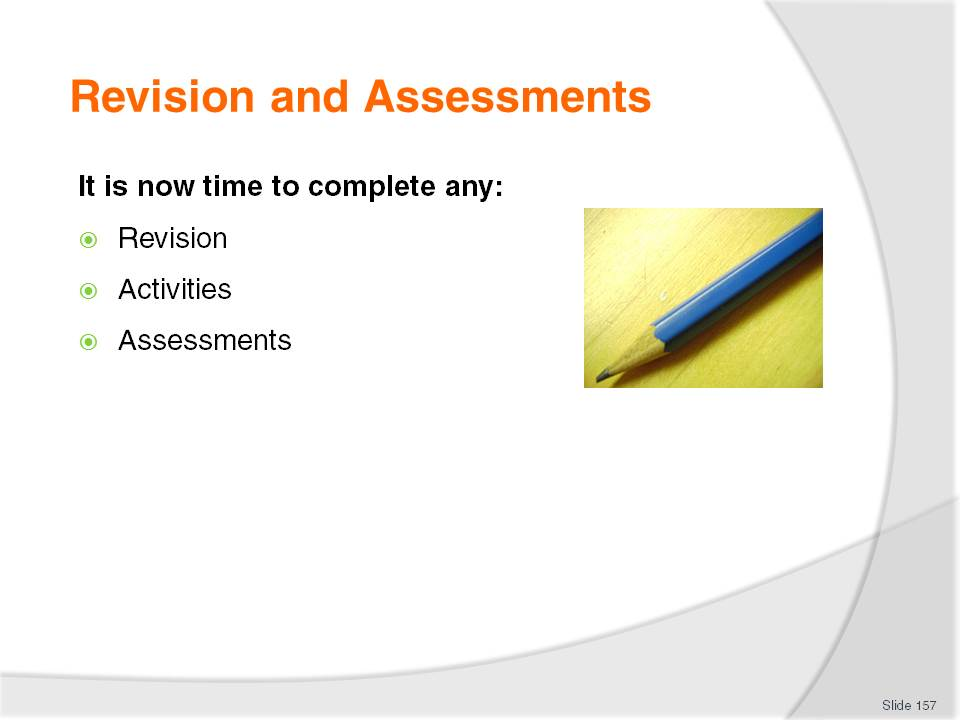 Revision and Assessments
It is now time to complete any:
Revision
Activities
Assessments
Slide 157